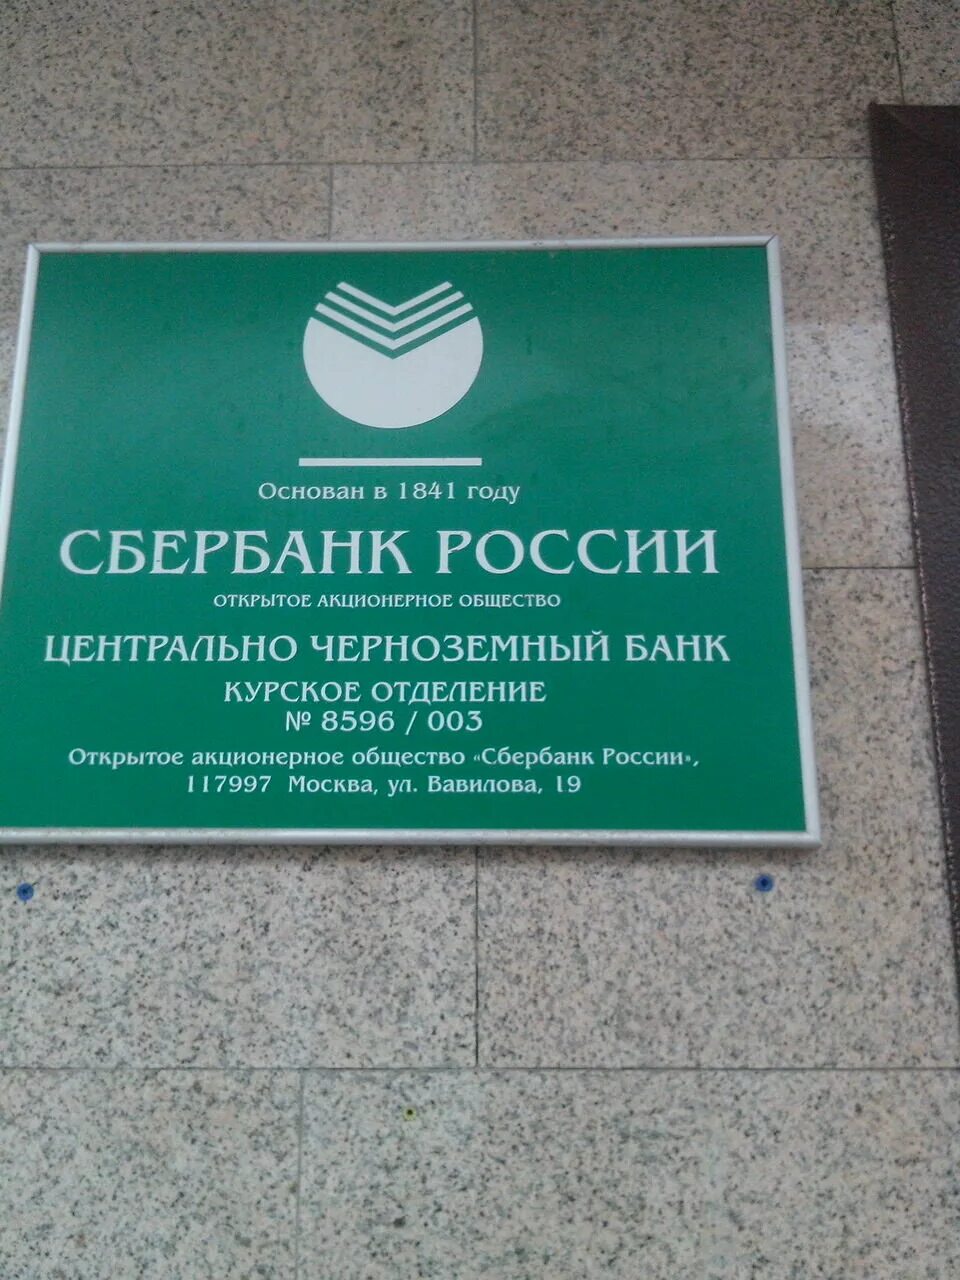 Основан в 1841 году
СБЕРБАНК РОССИИ
ОТКРЫТОЕ АКЦИОНЕРНОЕ ОБЩЕСТВО
ЦЕНТРАЛЬНО ЧЕРНОЗЕМНЫЙ БАНК
КУРСКОЕ ОТДЕЛЕНИЕ
№ 8596 / 003
Открытое акционерное общество «Сбербанк России»,
117997 Москва, ул. Вавилова, 19